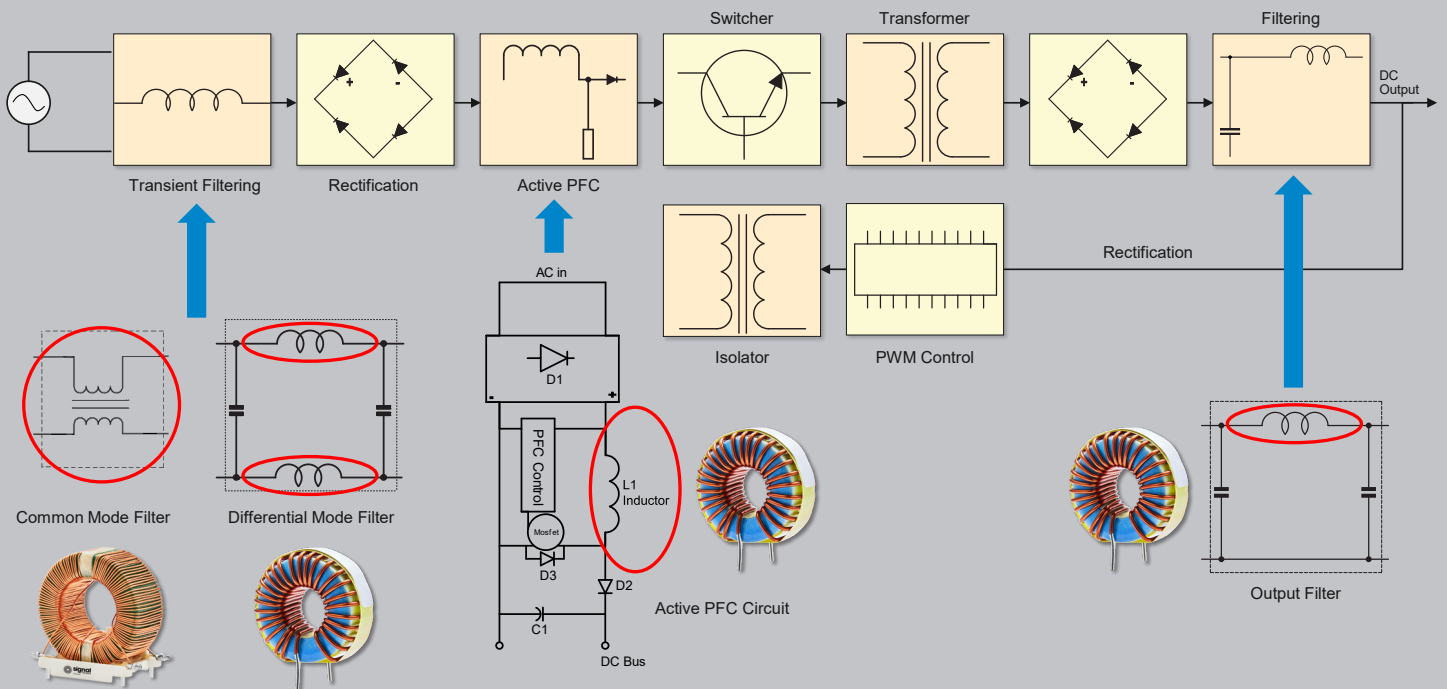 Switcher
Transformer
Filtering
+
-
+
-
DC
Output
Transient Filtering
Rectification
Active PFC
Rectification
AC in
Isolator
PWM Control
D1
-
+
PFC Control
L1
Inductor
Mosfet
D3
D2
C1
DC Bus
Common Mode Filter
Differential Mode Filter
Active PFC Circuit
Output Filter
signal